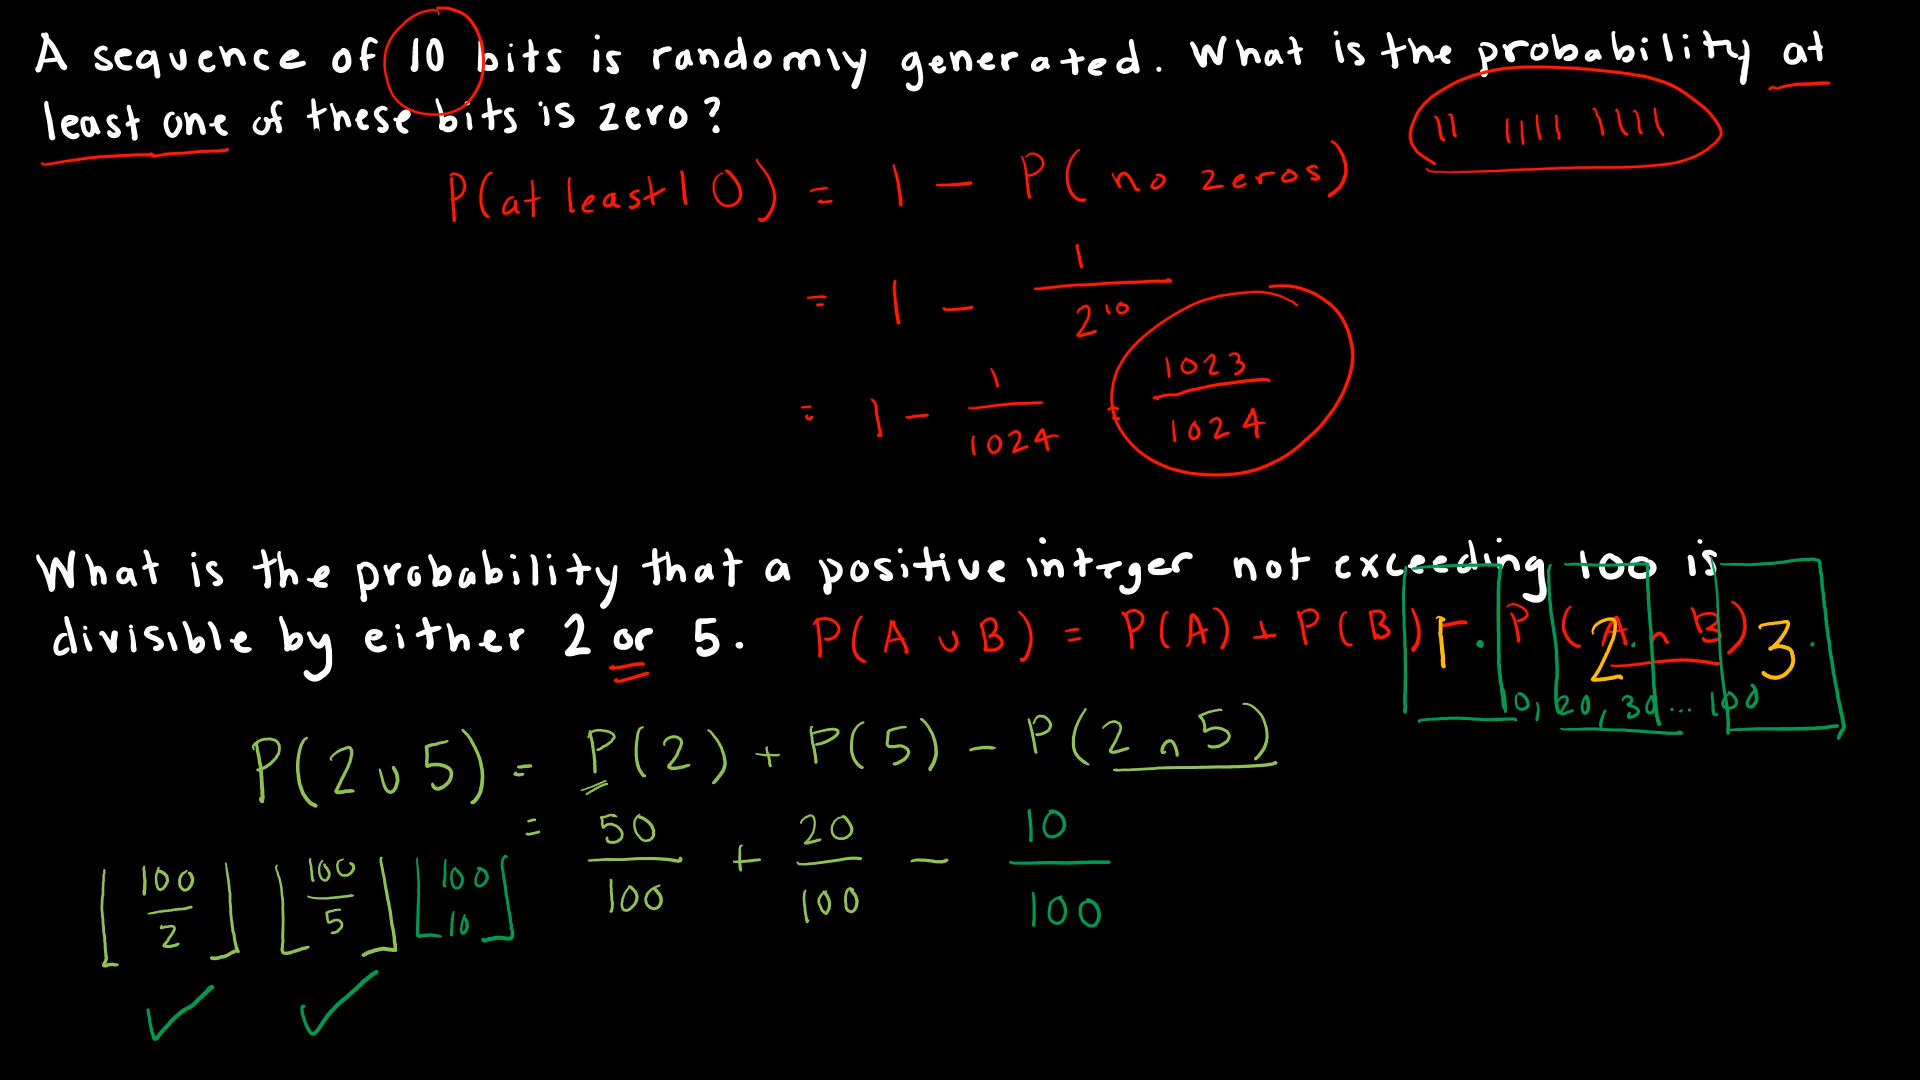 A sequence of 10 bits is randomly generated. What is the probability at
least one of these bits is zero?
11 1111 1111
P(at least 1 0) = 1 - P(no zeros)
= 1 - 1/2^10
= 1 - 1/1024 = 1023/1024
What is the probability that a positive integer not exceeding 100 is
divisible by either 2 or 5. P(A ∪ B) = P(A) + P(B) - P(A ∩ B)
1 2 3
10, 20, 30 ... 100
P(2 ∪ 5) = P(2) + P(5) - P(2 ∩ 5)
= 50/100 + 20/100 - 10/100
⌊100/2⌋ ⌊100/5⌋ ⌊100 10⌋